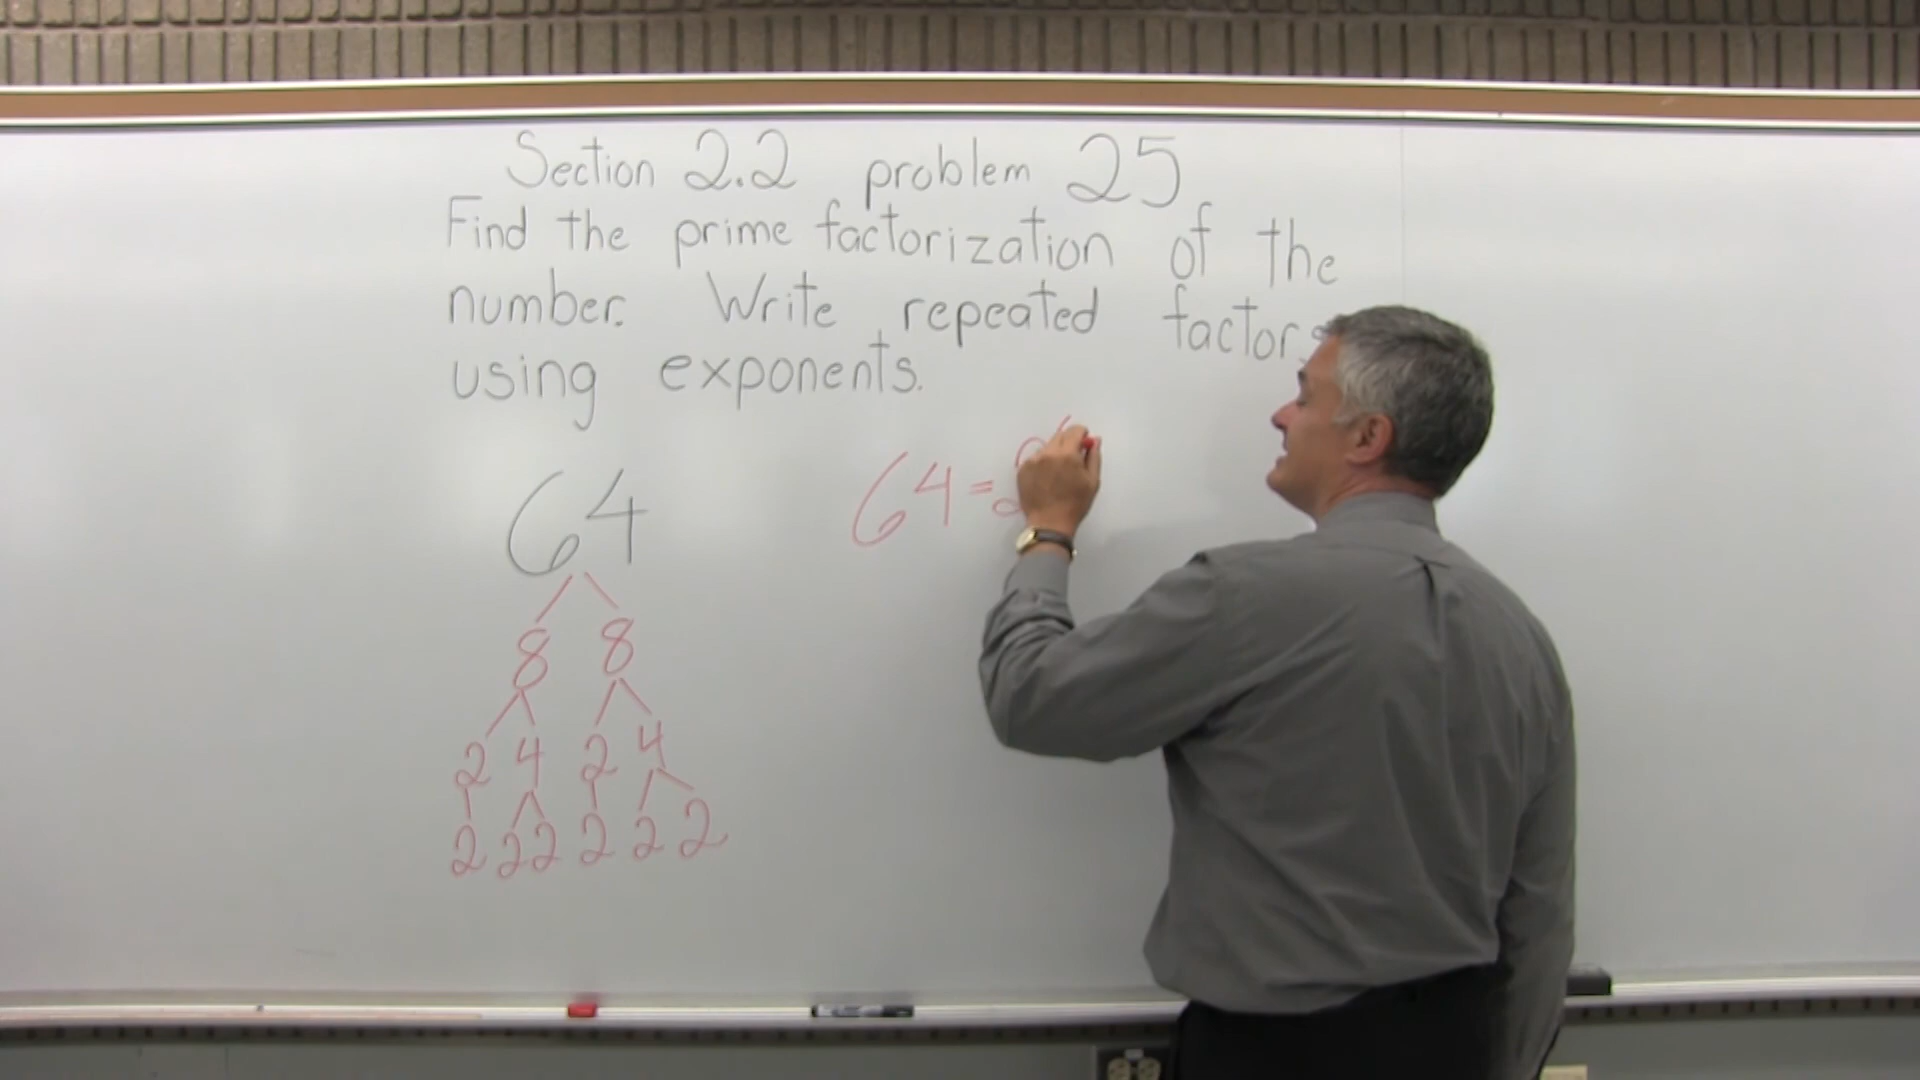 Section 2.2 problem 25
Find the prime factorization of the
number. Write repeated factors
using exponents.
64
64=2
8 8
2 4 2 4
2 2 2 2 2 2